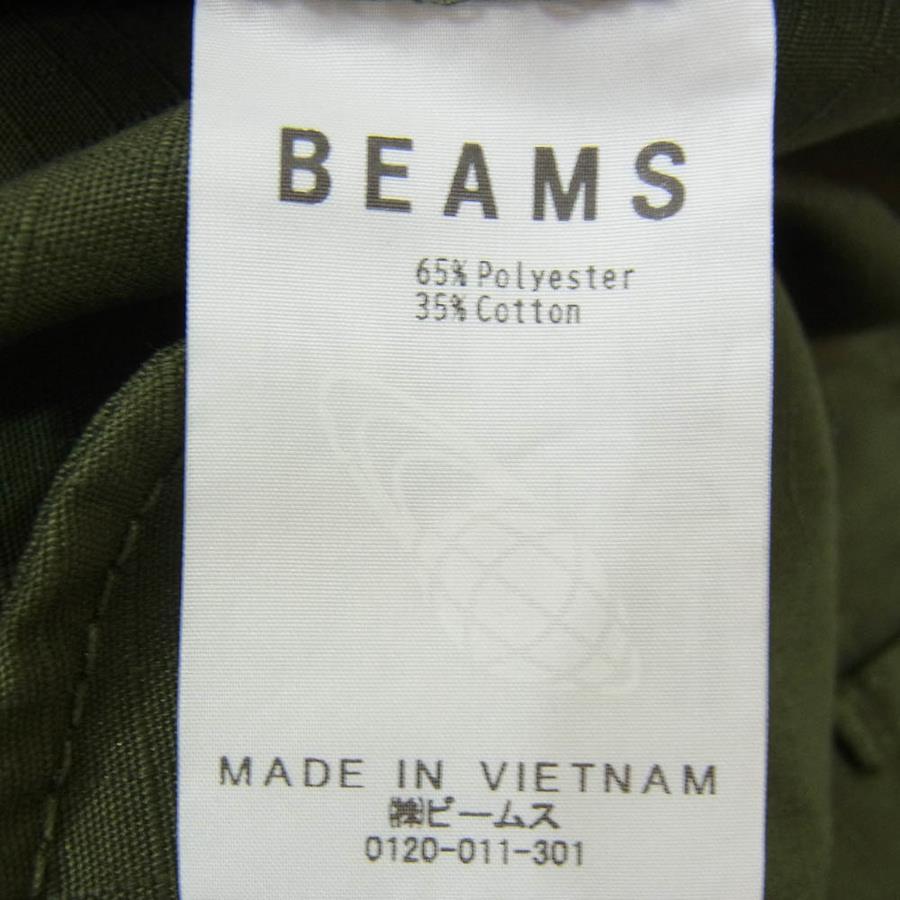 BEAMS
65% Polyester
35% Cotton
MADE IN VIETNAM
㈱ビームス
0120-011-301